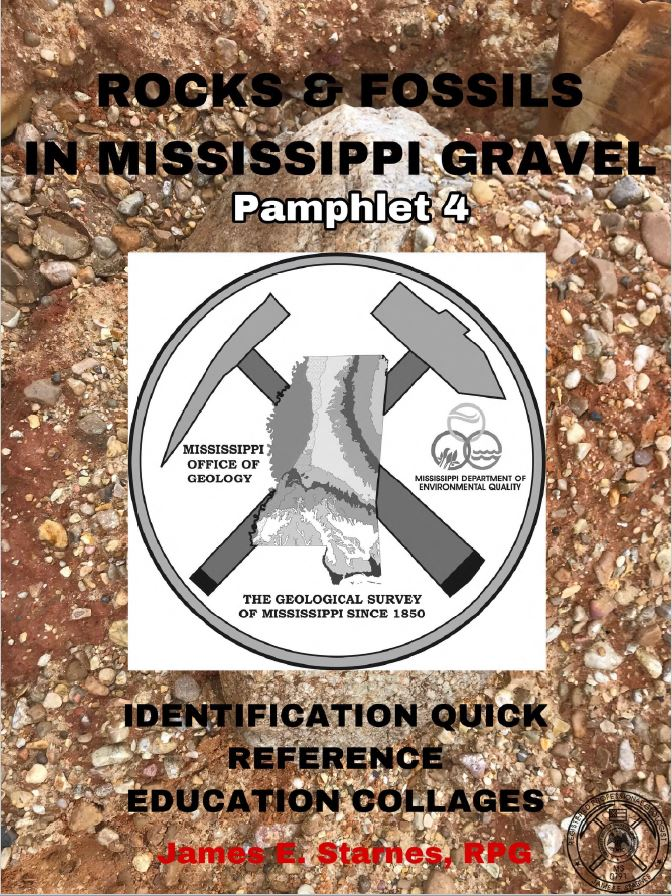 ROCKS & FOSSILS
IN MISSISSIPPI GRAVEL
Pamphlet 4
MISSISSIPPI
OFFICE OF
GEOLOGY
MISSISSIPPI DEPARTMENT OF
ENVIRONMENTAL QUALITY
THE GEOLOGICAL SURVEY
OF MISSISSIPPI SINCE 1850
IDENTIFICATION QUICK
REFERENCE
EDUCATION COLLAGES
James E. Starnes, RPG